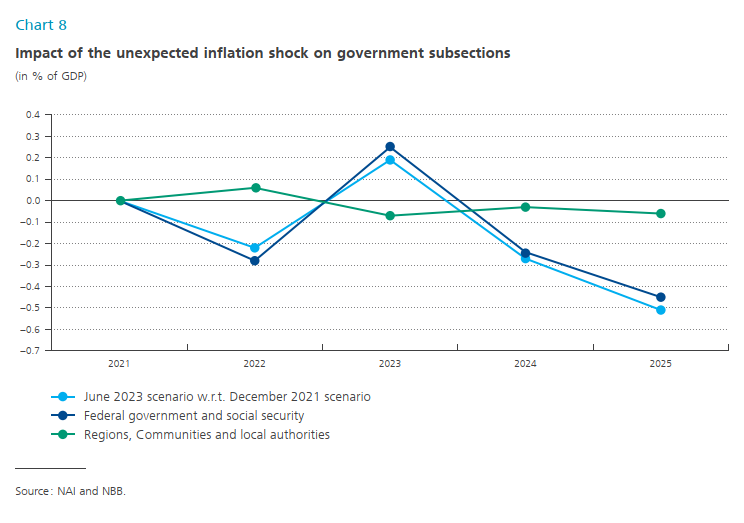 Chart 8
Impact of the unexpected inflation shock on government subsections
(in % of GDP)
0.4
0.3
0.2
0.1
0.0
–0.1
–0.2
–0.3
–0.4
–0.5
–0.6
–0.7
2021 2022 2023 2024 2025
June 2023 scenario w.r.t. December 2021 scenario
Federal government and social security
Regions, Communities and local authorities
Source : NAI and NBB.